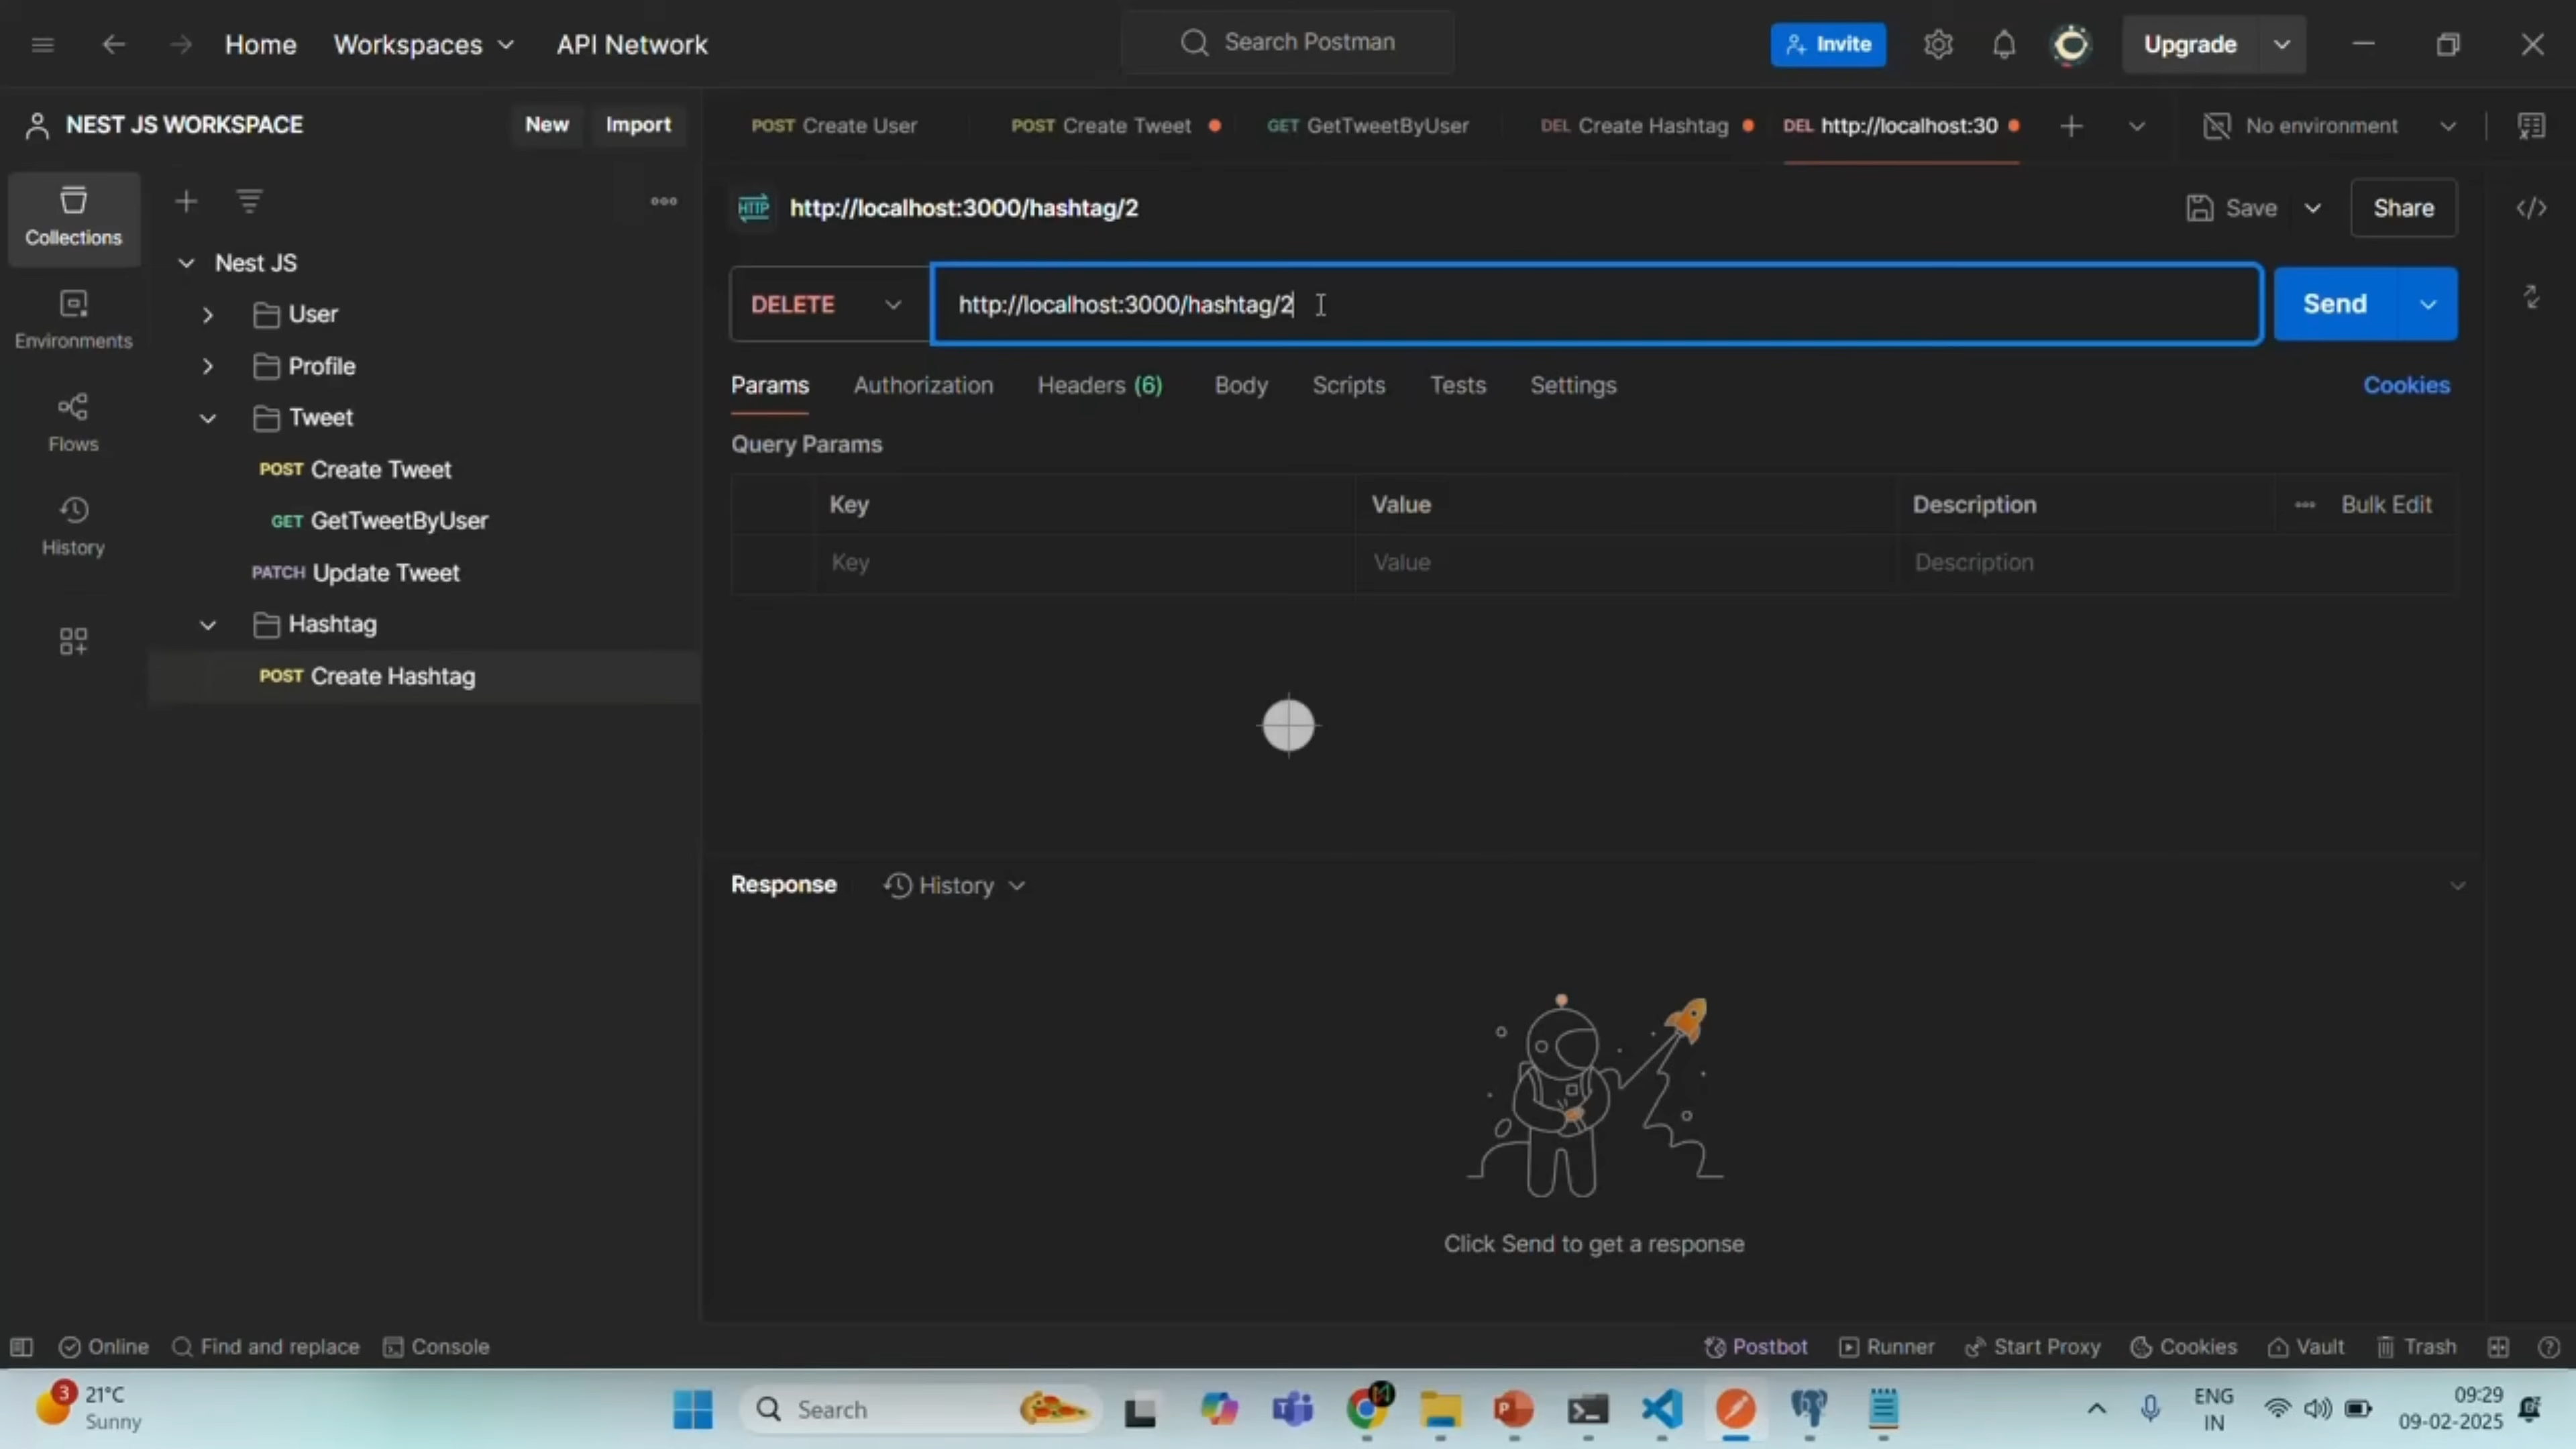 Home Workspaces API Network
Search Postman
Invite
Upgrade
NEST JS WORKSPACE
New Import
POST Create User
POST Create Tweet
GET GetTweetByUser
DEL Create Hashtag
DEL http://localhost:30
No environment
Collections
Environments
Flows
History
Nest JS
User
Profile
Tweet
POST Create Tweet
GET GetTweetByUser
PATCH Update Tweet
Hashtag
POST Create Hashtag
HTTP http://localhost:3000/hashtag/2
Save Share
DELETE http://localhost:3000/hashtag/2 Send
Params Authorization Headers (6) Body Scripts Tests Settings Cookies
Query Params
Key Value Description Bulk Edit
Key Value Description
Response History
Click Send to get a response
Online Find and replace Console
Postbot Runner Start Proxy Cookies Vault Trash
3
21°C
Sunny
Search
ENG
IN
09:29
09-02-2025